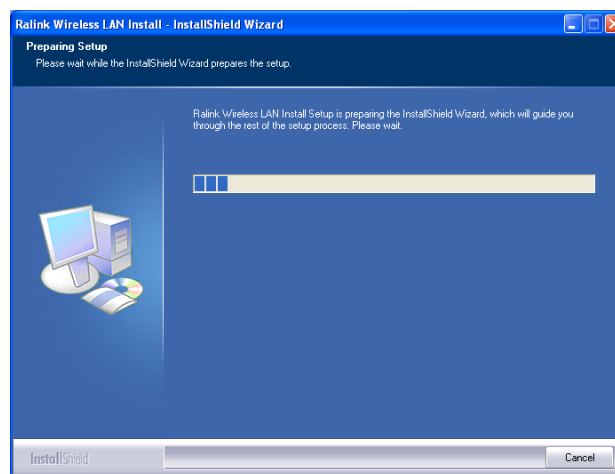 Ralink Wireless LAN Install - InstallShield Wizard
Preparing Setup
Please wait while the InstallShield Wizard prepares the setup.
Ralink Wireless LAN Install Setup is preparing the InstallShield Wizard, which will guide you
through the rest of the setup process. Please wait.
InstallShield
Cancel